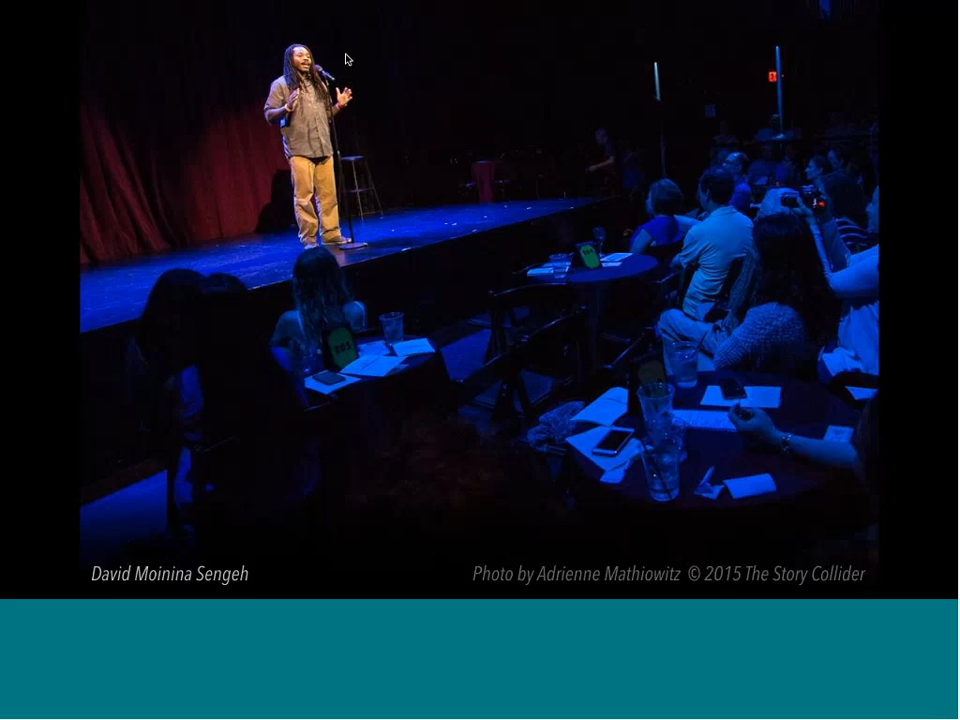 David Moinina Sengeh
Photo by Adrienne Mathiowitz © 2015 The Story Collider